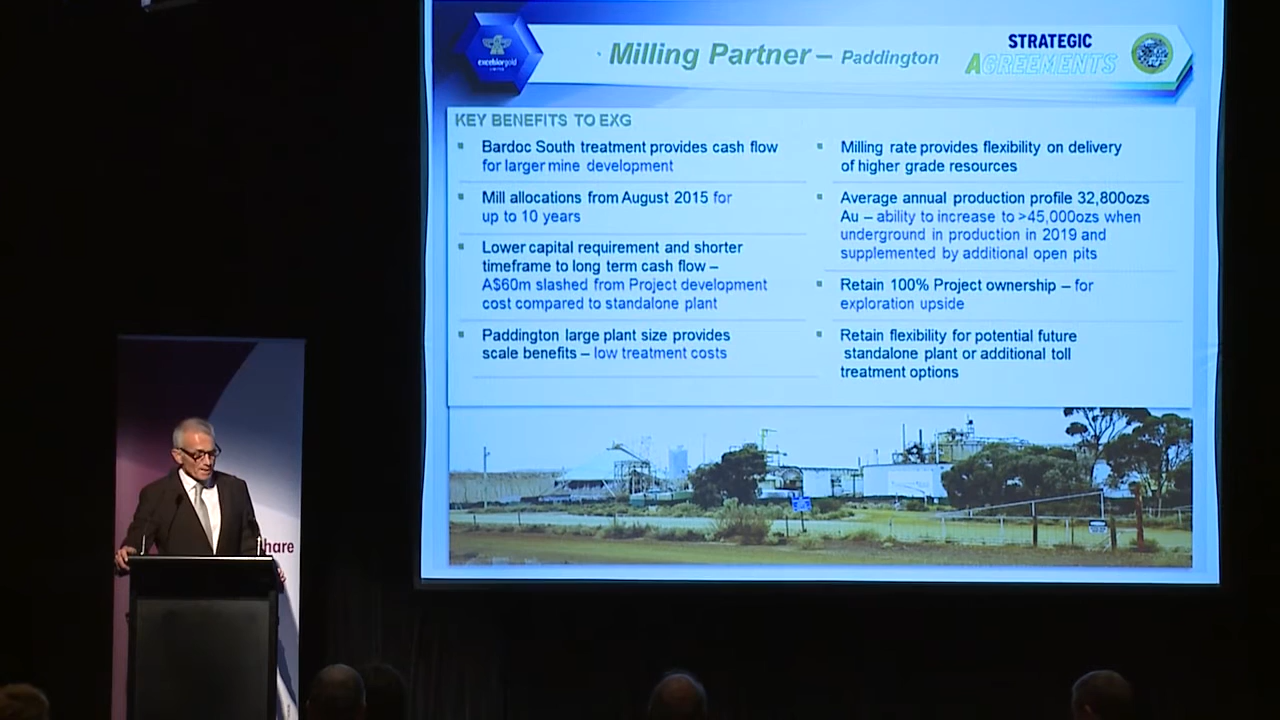 excelsiorgold
LIMITED
Milling Partner – Paddington
STRATEGIC
AGREEMENTS
KEY BENEFITS TO EXG
Bardoc South treatment provides cash flow
for larger mine development
Mill allocations from August 2015 for
up to 10 years
Lower capital requirement and shorter
timeframe to long term cash flow –
A$60m slashed from Project development
cost compared to standalone plant
Paddington large plant size provides
scale benefits – low treatment costs
Milling rate provides flexibility on delivery
of higher grade resources
Average annual production profile 32,800ozs
Au – ability to increase to >45,000ozs when
underground in production in 2019 and
supplemented by additional open pits
Retain 100% Project ownership – for
exploration upside
Retain flexibility for potential future
standalone plant or additional toll
treatment options
hare